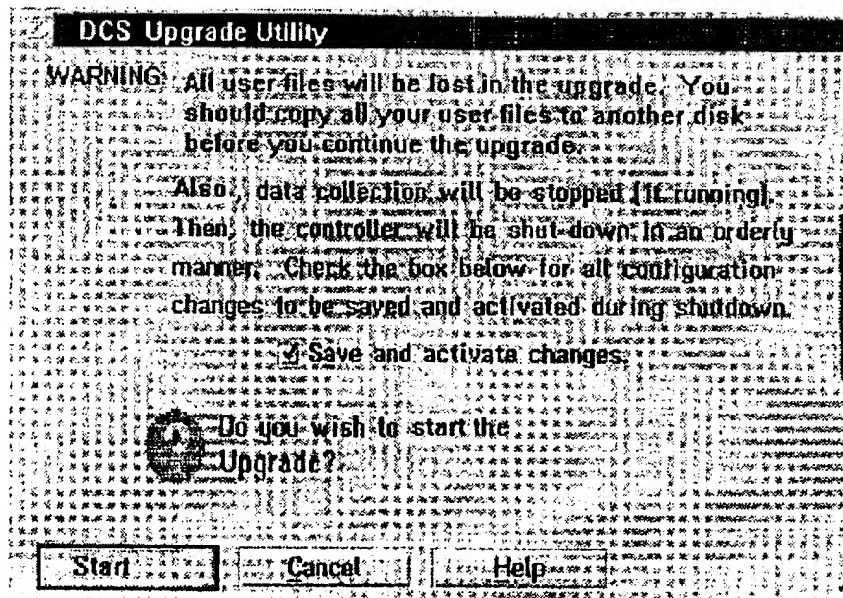 DCS Upgrade Utility
WARNING: All user files will be lost in the upgrade. You
should copy all your user files to another disk
before you continue the upgrade.
Also, data collection will be stopped [if running].
Then, the controller will be shut down in an orderly
manner. Check the box below for all configuration
changes to be saved and activated during shutdown.
Save and activate changes.
Do you wish to start the
Upgrade?
Start Cancel Help